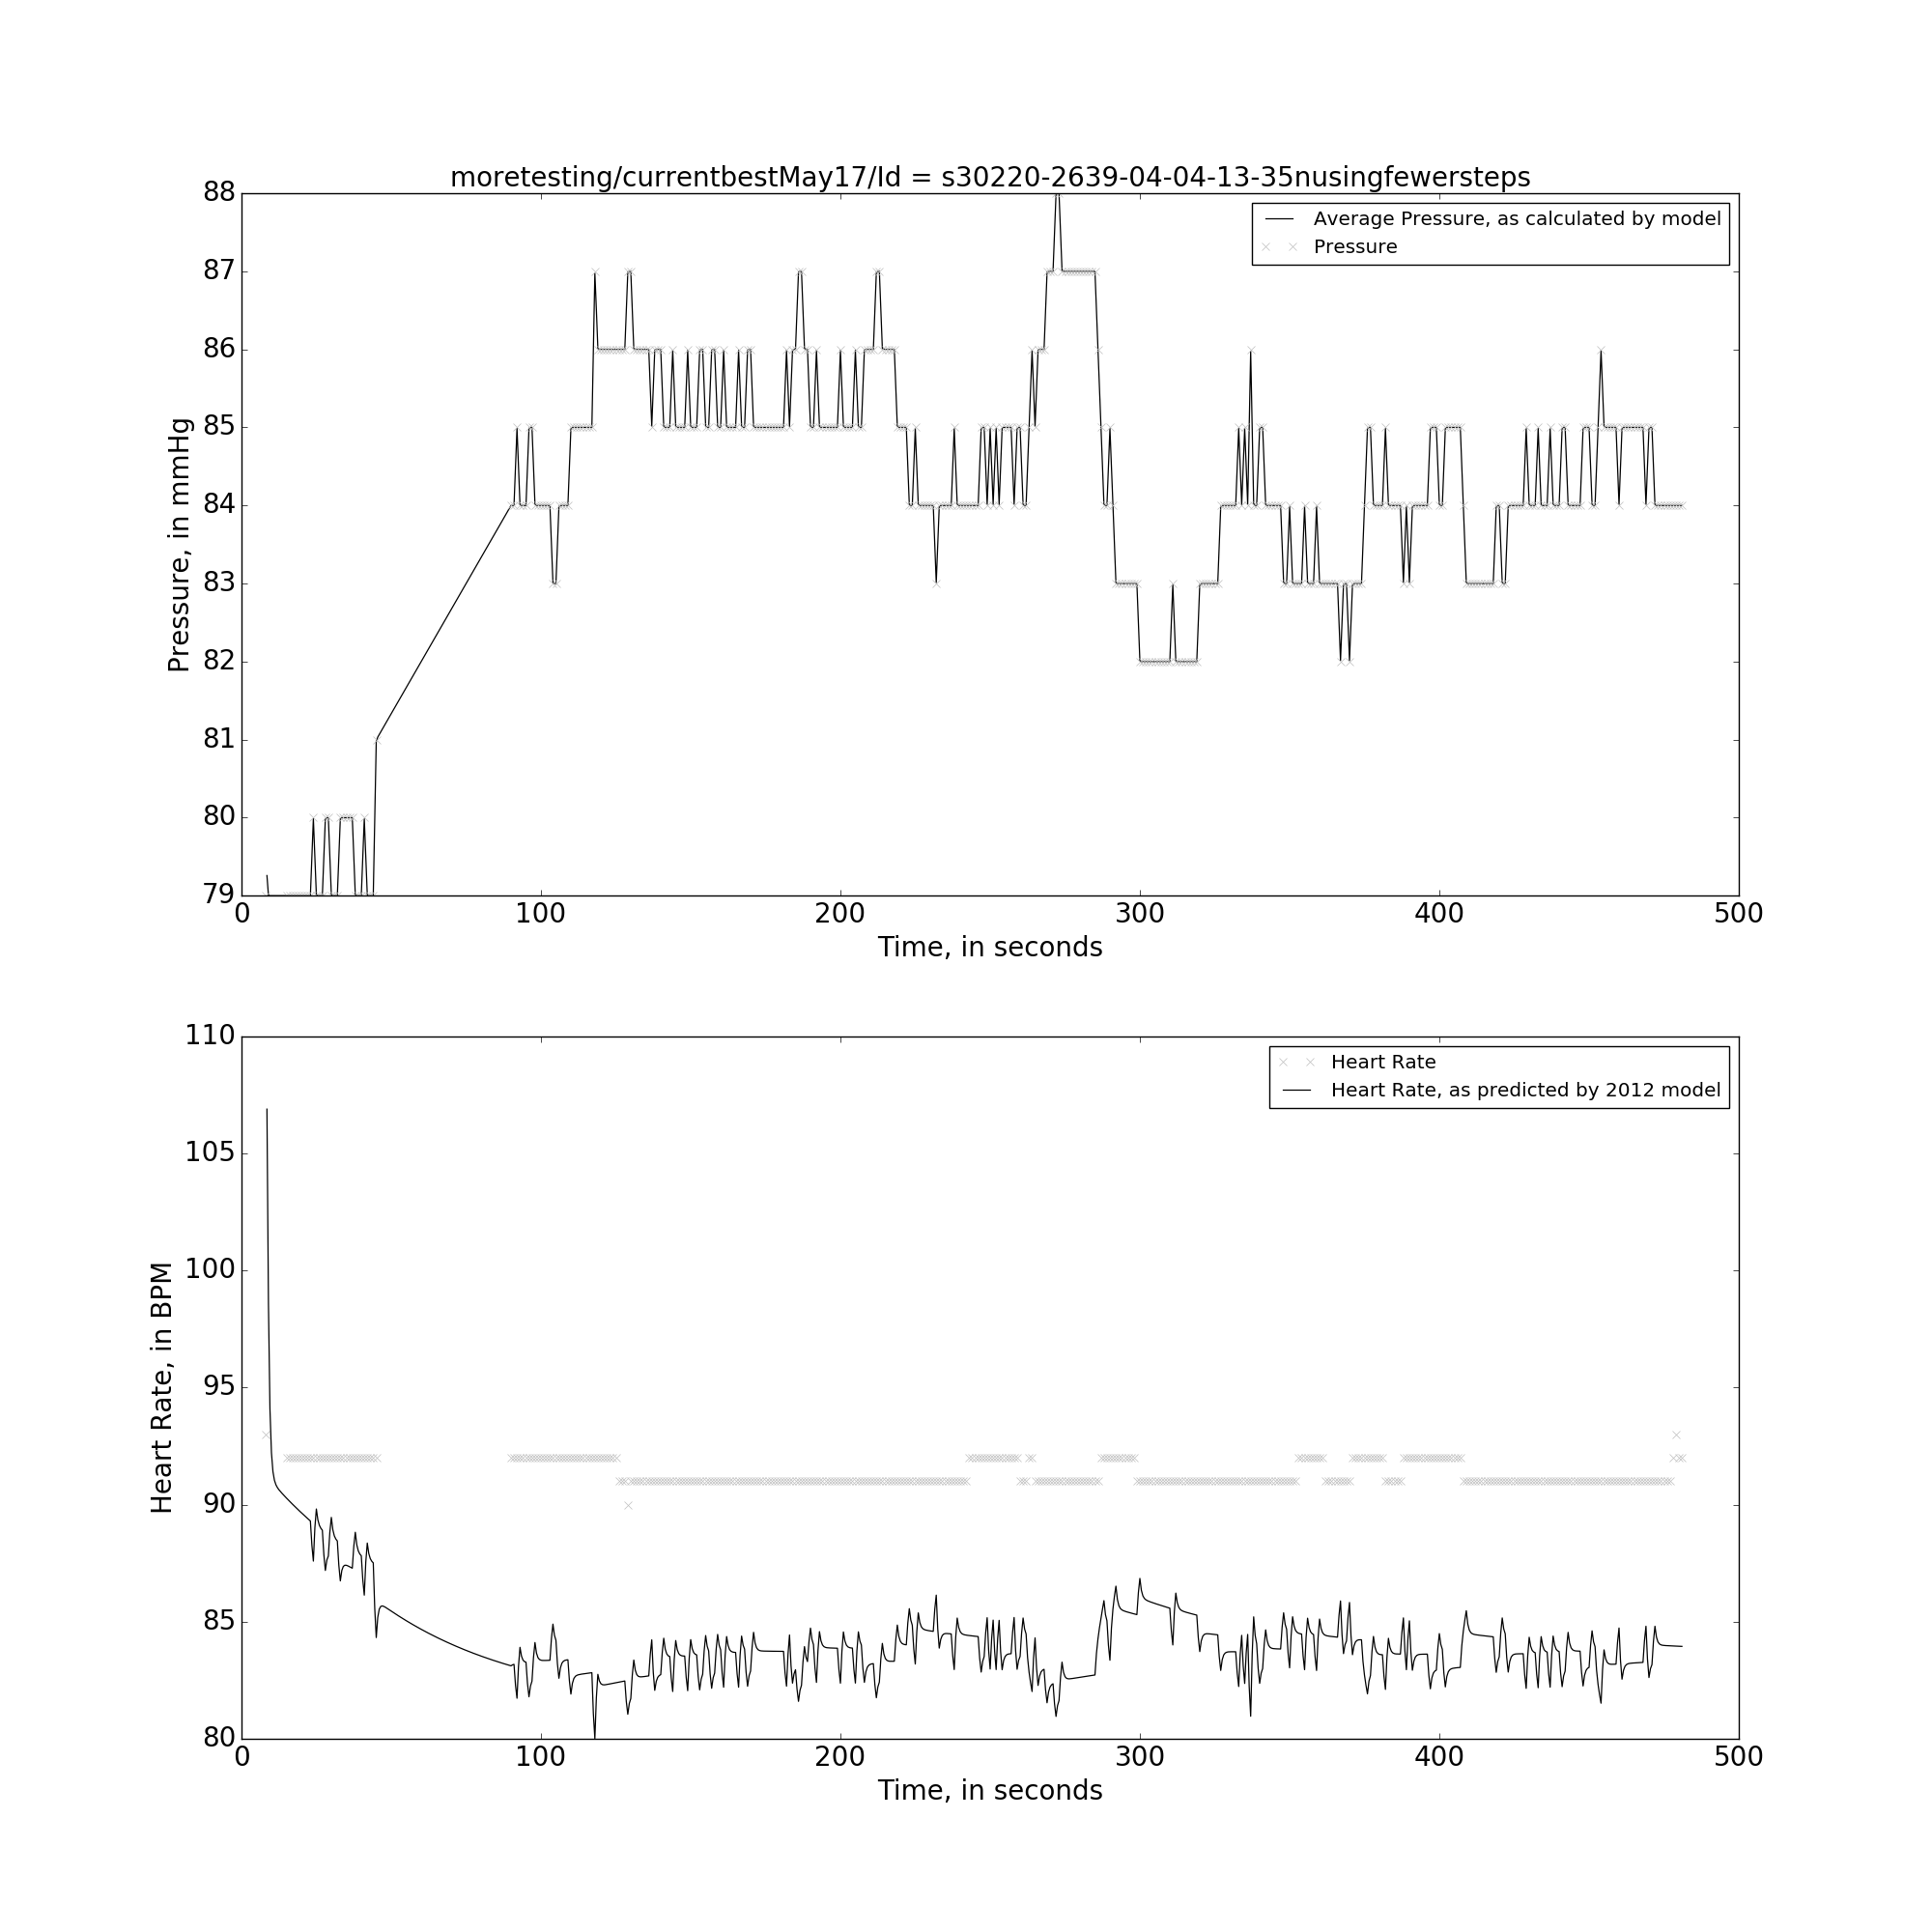 moretesting/currentbestMay17/Id = s30220-2639-04-04-13-35nusingfewersteps
88
87
86
85
84
83
82
81
80
79
Pressure, in mmHg
Average Pressure, as calculated by model
Pressure
0 100 200 300 400 500
Time, in seconds
110
105
100
95
90
85
80
Heart Rate, in BPM
Heart Rate
Heart Rate, as predicted by 2012 model
0 100 200 300 400 500
Time, in seconds